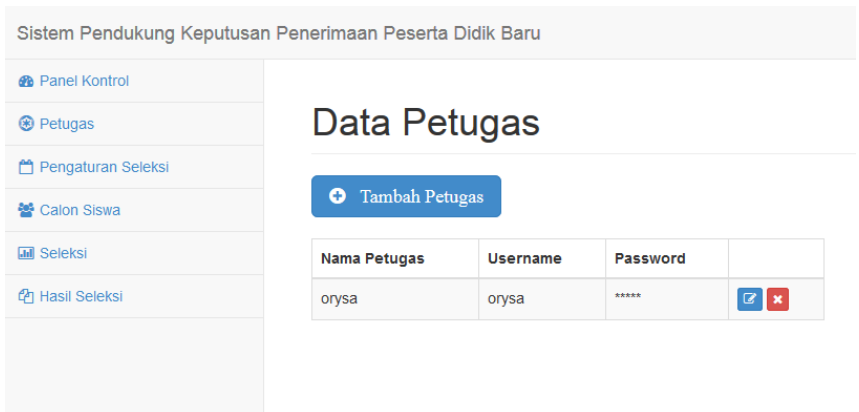 Sistem Pendukung Keputusan Penerimaan Peserta Didik Baru
Panel Kontrol
Petugas
Pengaturan Seleksi
Calon Siswa
Seleksi
Hasil Seleksi
Data Petugas
Tambah Petugas
Nama Petugas Username Password
orysa orysa *****